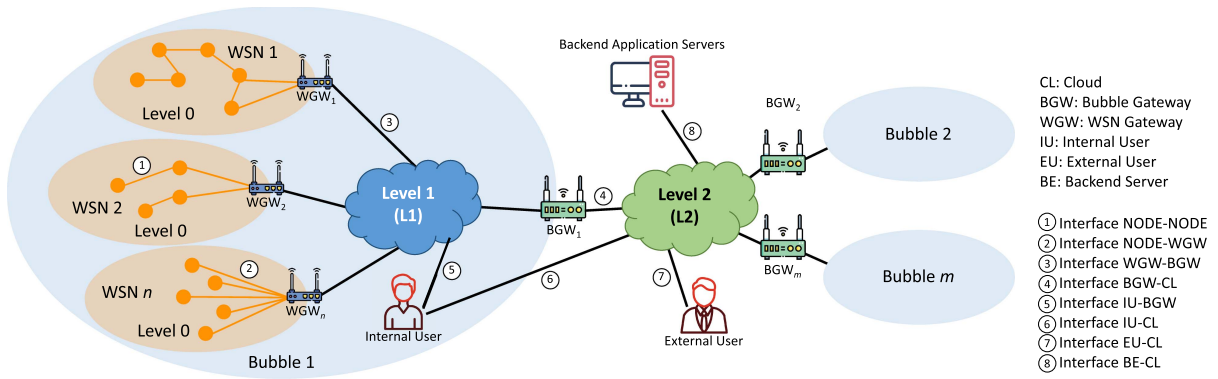 WSN 1
Level 0
WGW1
3
1
WSN 2
Level 0
WGW2
2
WSN n
Level 0
WGWn
Bubble 1
Level 1
(L1)
5
Internal User
BGW1
4
6
Backend Application Servers
8
Level 2
(L2)
7
External User
BGW2
Bubble 2
BGWm
Bubble m
CL: Cloud
BGW: Bubble Gateway
WGW: WSN Gateway
IU: Internal User
EU: External User
BE: Backend Server
1 Interface NODE-NODE
2 Interface NODE-WGW
3 Interface WGW-BGW
4 Interface BGW-CL
5 Interface IU-BGW
6 Interface IU-CL
7 Interface EU-CL
8 Interface BE-CL